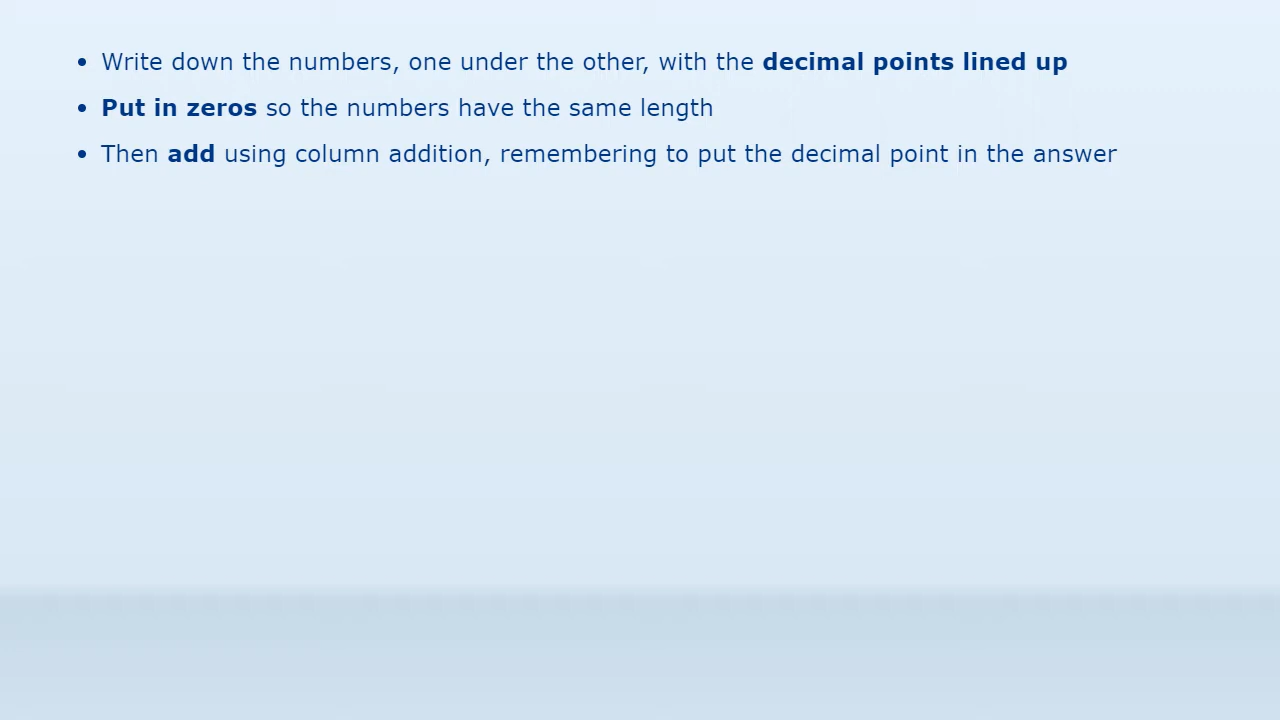 • Write down the numbers, one under the other, with the decimal points lined up
• Put in zeros so the numbers have the same length
• Then add using column addition, remembering to put the decimal point in the answer